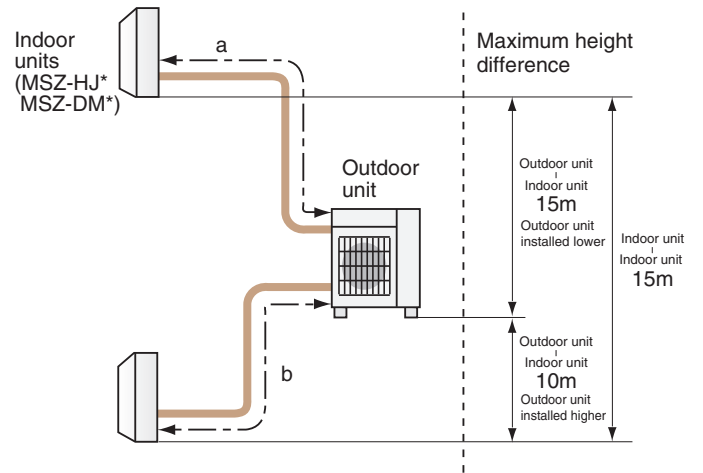 Indoor
units
(MSZ-HJ*
MSZ-DM*)
a
Outdoor
unit
b
Maximum height
difference
Outdoor unit
Indoor unit
15m
Outdoor unit
installed lower
Indoor unit
Indoor unit
15m
Outdoor unit
Indoor unit
10m
Outdoor unit
installed higher